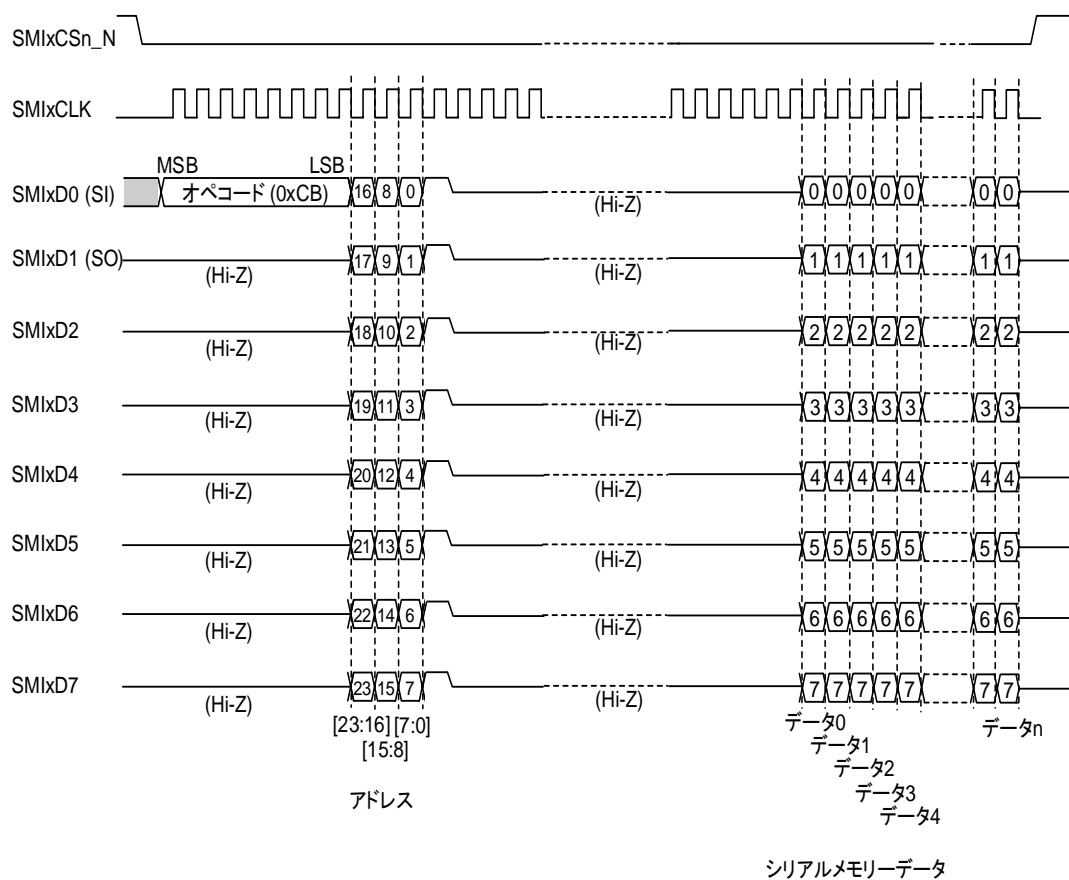 SMIxCSn_N
SMIxCLK
MSB LSB
SMIxD0 (SI) オペコード (0xCB) 16 8 0 (Hi-Z) 0 0 0 0 0 0 0
SMIxD1 (SO) (Hi-Z) 17 9 1 (Hi-Z) 1 1 1 1 1 1 1
SMIxD2 (Hi-Z) 18 10 2 (Hi-Z) 2 2 2 2 2 2 2
SMIxD3 (Hi-Z) 19 11 3 (Hi-Z) 3 3 3 3 3 3 3
SMIxD4 (Hi-Z) 20 12 4 (Hi-Z) 4 4 4 4 4 4 4
SMIxD5 (Hi-Z) 21 13 5 (Hi-Z) 5 5 5 5 5 5 5
SMIxD6 (Hi-Z) 22 14 6 (Hi-Z) 6 6 6 6 6 6 6
SMIxD7 (Hi-Z) 23 15 7 (Hi-Z) 7 7 7 7 7 7 7
[23:16] [7:0] データ0 データn
[15:8] データ1
データ2
データ3
アドレス
データ4
シリアルメモリーデータ